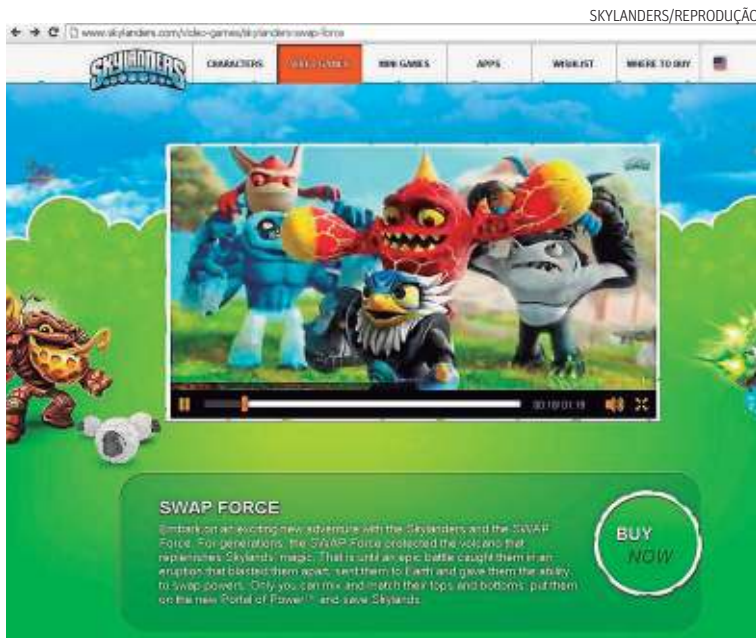 SKYLANDERS/REPRODUÇÃO
www.skylanders.com/video-games/skylanders-swap-force
SKYLANDERS CHARACTERS VIDEO GAMES MINI GAMES APPS WISHLIST WHERE TO BUY
SWAP FORCE
Embark on an exciting new adventure with the Skylanders and the SWAP
Force. For generations, the SWAP Force protected the volcano that
replenishes Skylands' magic. That is until an epic battle caught them in an
eruption that blasted them apart, sent them to Earth and gave them the ability
to swap powers. Only you can mix and match their tops and bottoms, put them
on the new Portal of Power™ and save Skylands.
BUY
NOW